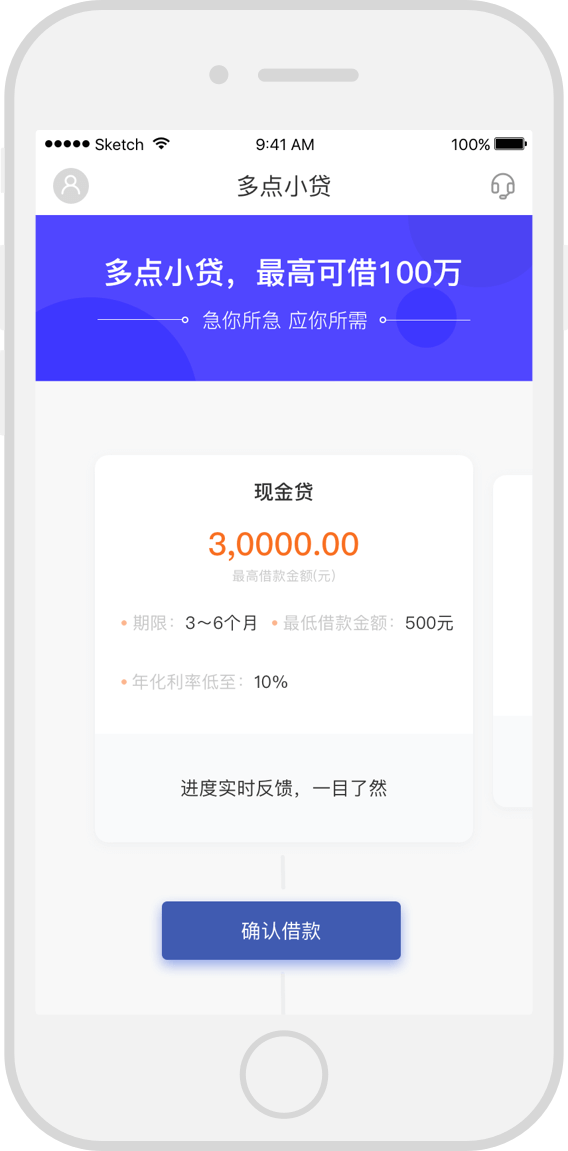 ●●●●● Sketch 9:41 AM 100%
多点小贷
多点小贷，最高可借100万
急你所急 应你所需
现金贷
3,0000.00
最高借款金额(元)
• 期限： 3～6个月 • 最低借款金额： 500元
• 年化利率低至： 10%
进度实时反馈，一目了然
确认借款